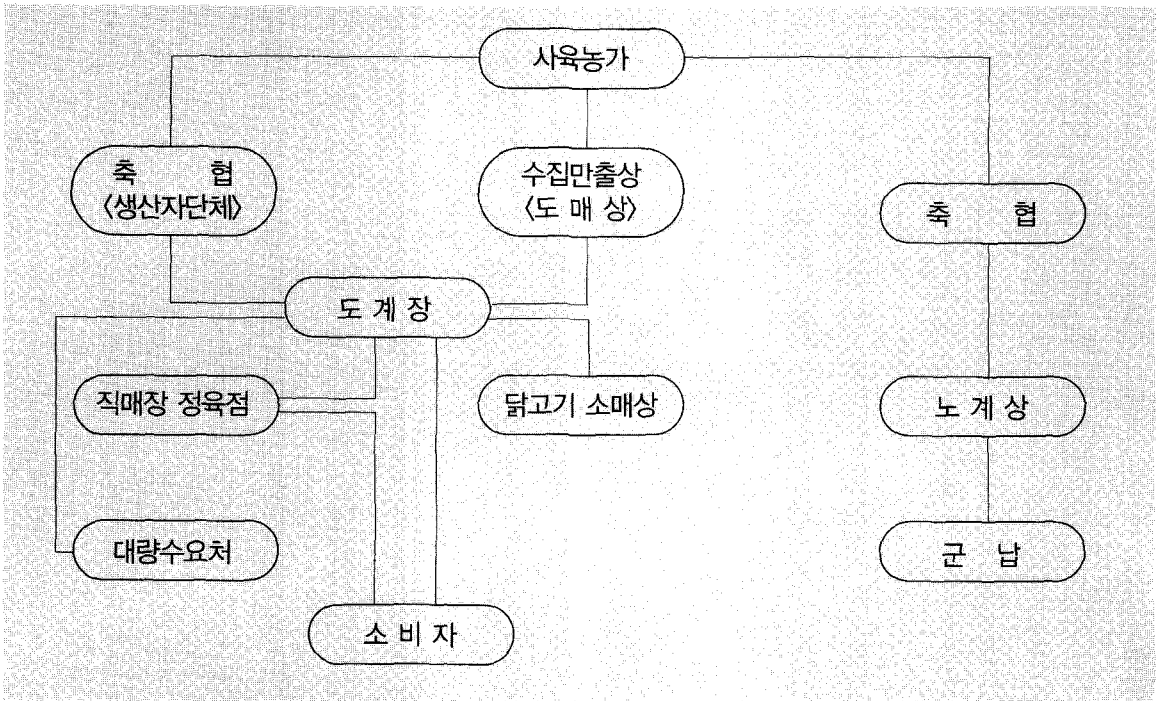 사육농가
축 협
〈생산자단체〉
수집만출상
〈도 매 상〉
축 협
도 계 장
직매장 정육점
닭고기 소매상
노 계 상
대량수요처
군 납
소 비 자